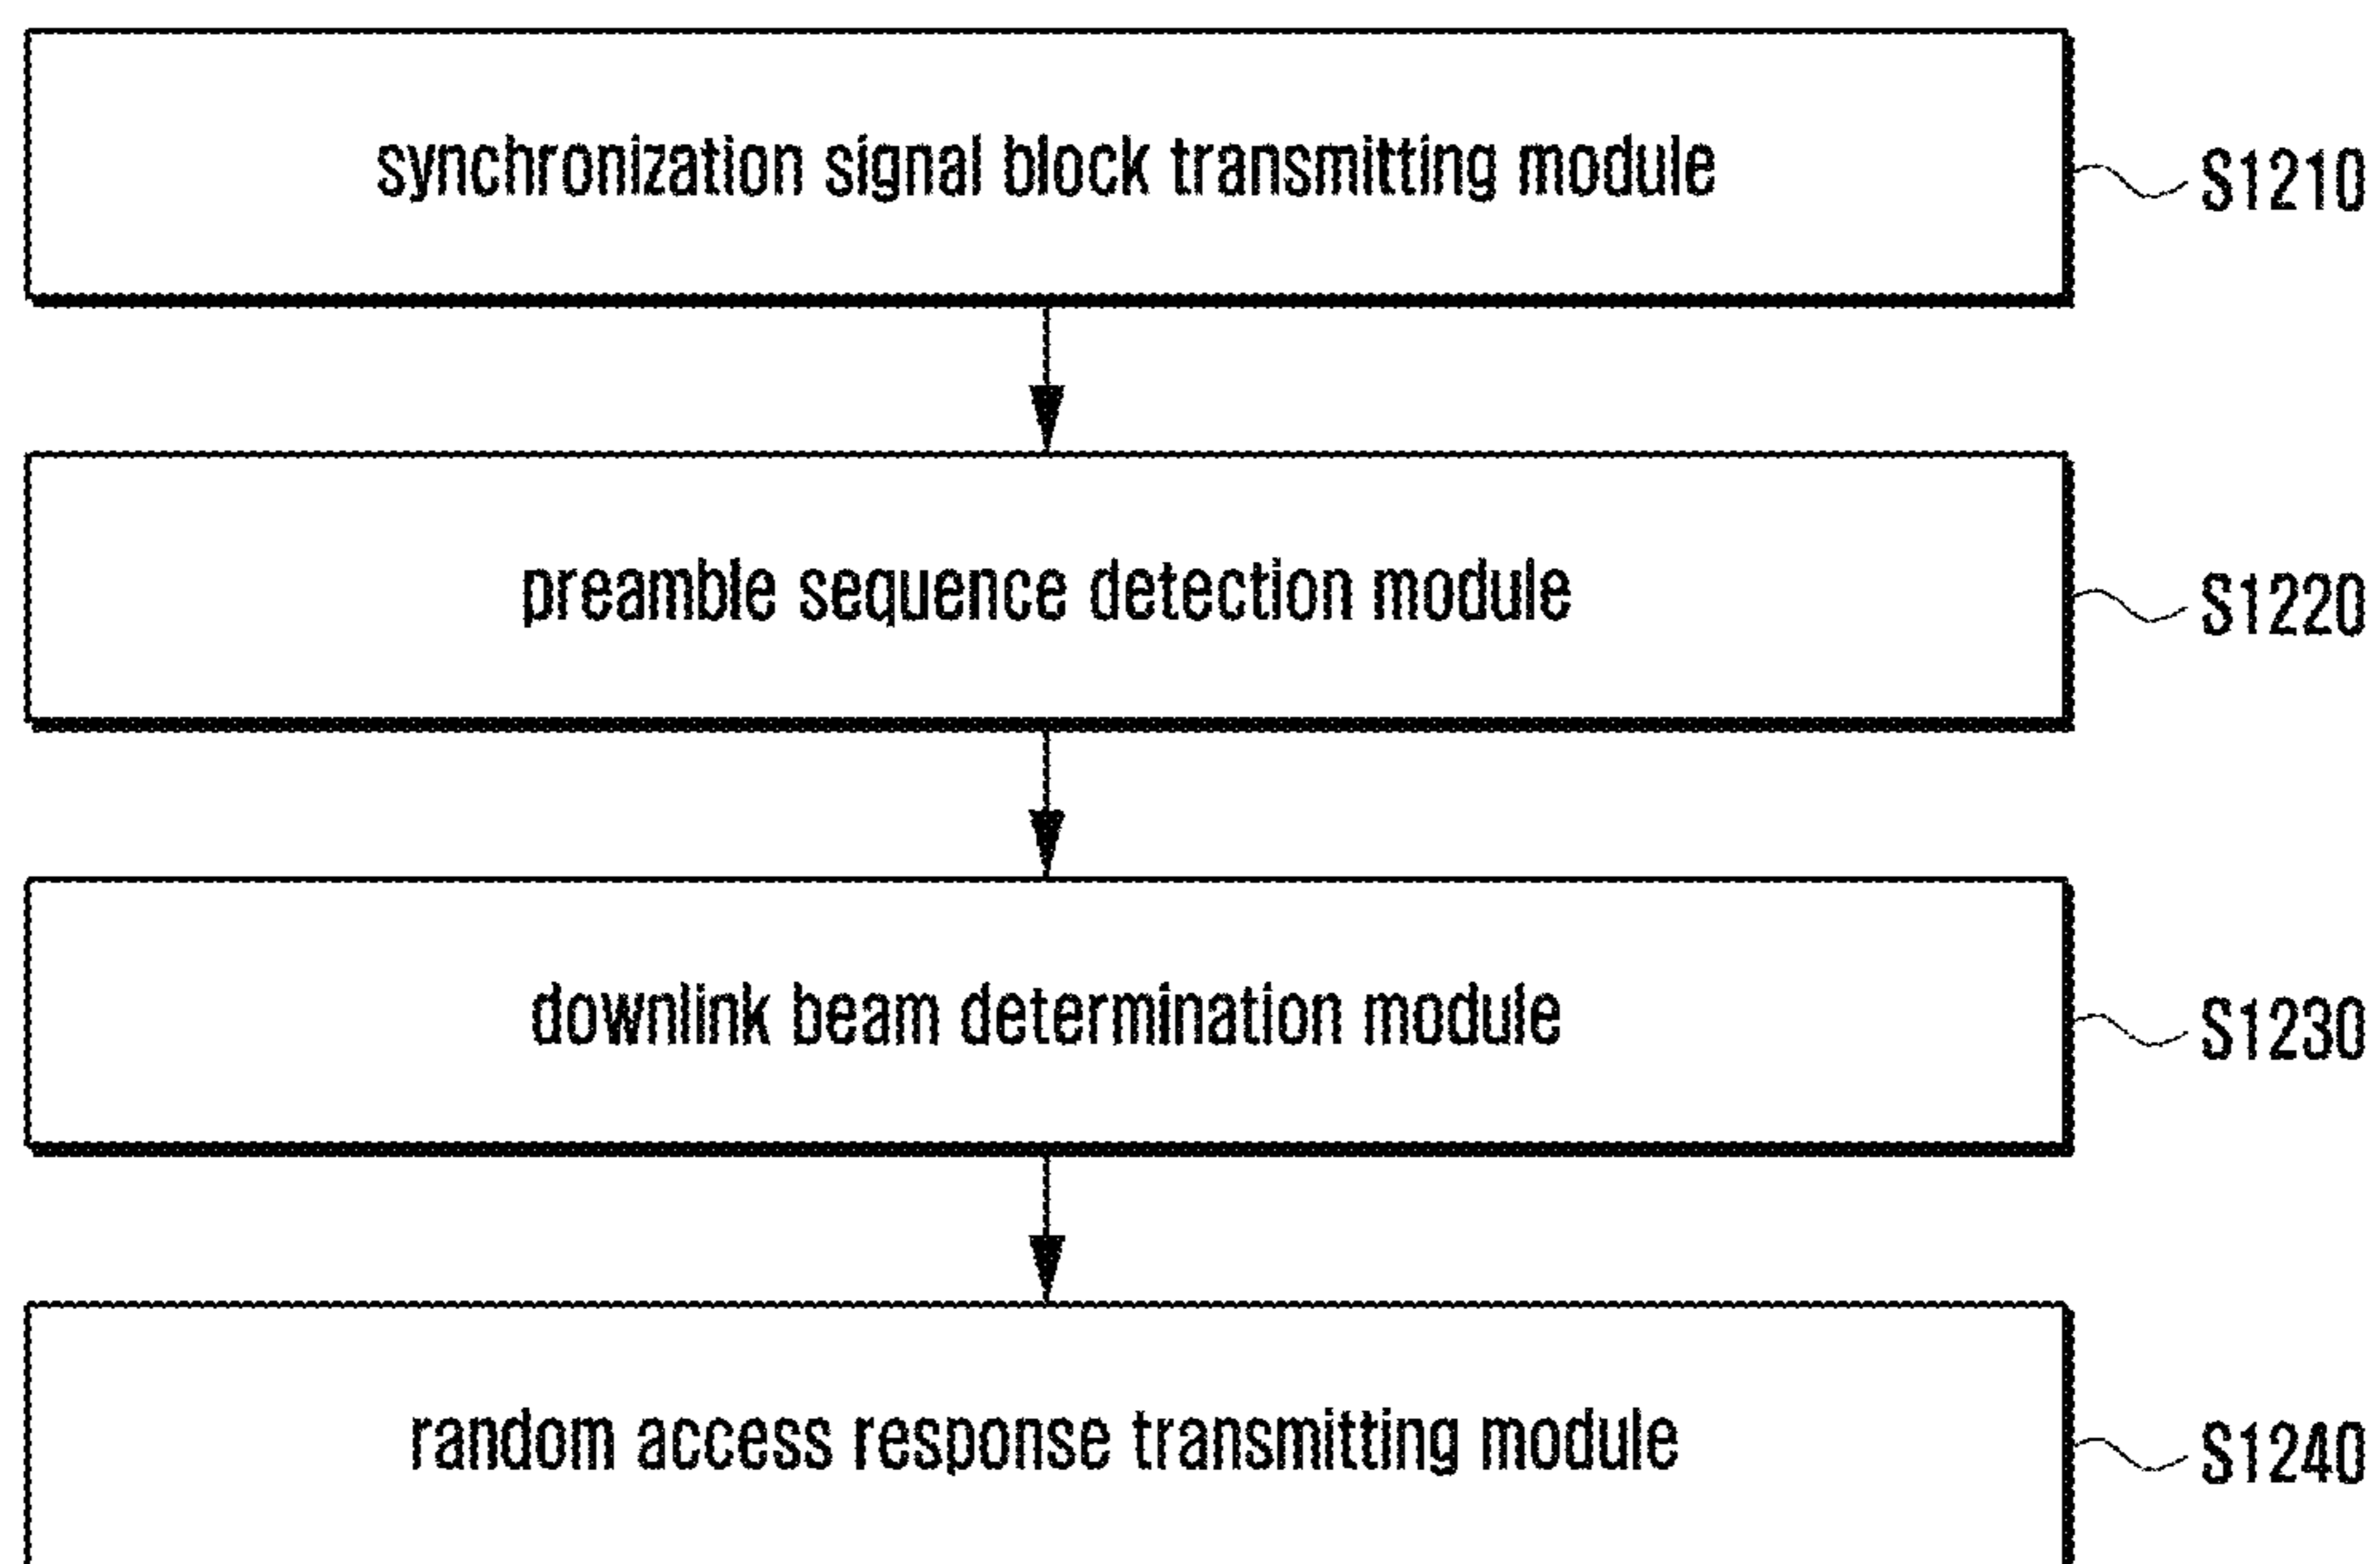 synchronization signal block transmitting module
S1210
preamble sequence detection module
S1220
downlink beam determination module
S1230
random access response transmitting module
S1240